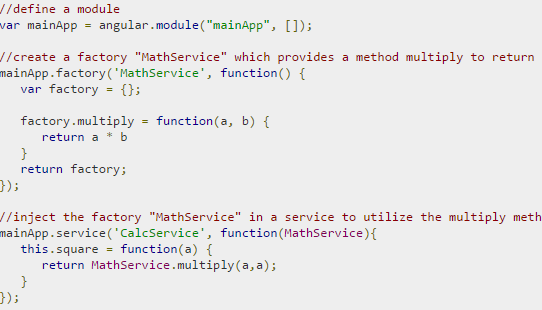 //define a module
var mainApp = angular.module("mainApp", []);
//create a factory "MathService" which provides a method multiply to return
mainApp.factory('MathService', function() {
var factory = {};
factory.multiply = function(a, b) {
return a * b
}
return factory;
});
//inject the factory "MathService" in a service to utilize the multiply meth
mainApp.service('CalcService', function(MathService){
this.square = function(a) {
return MathService.multiply(a,a);
}
});